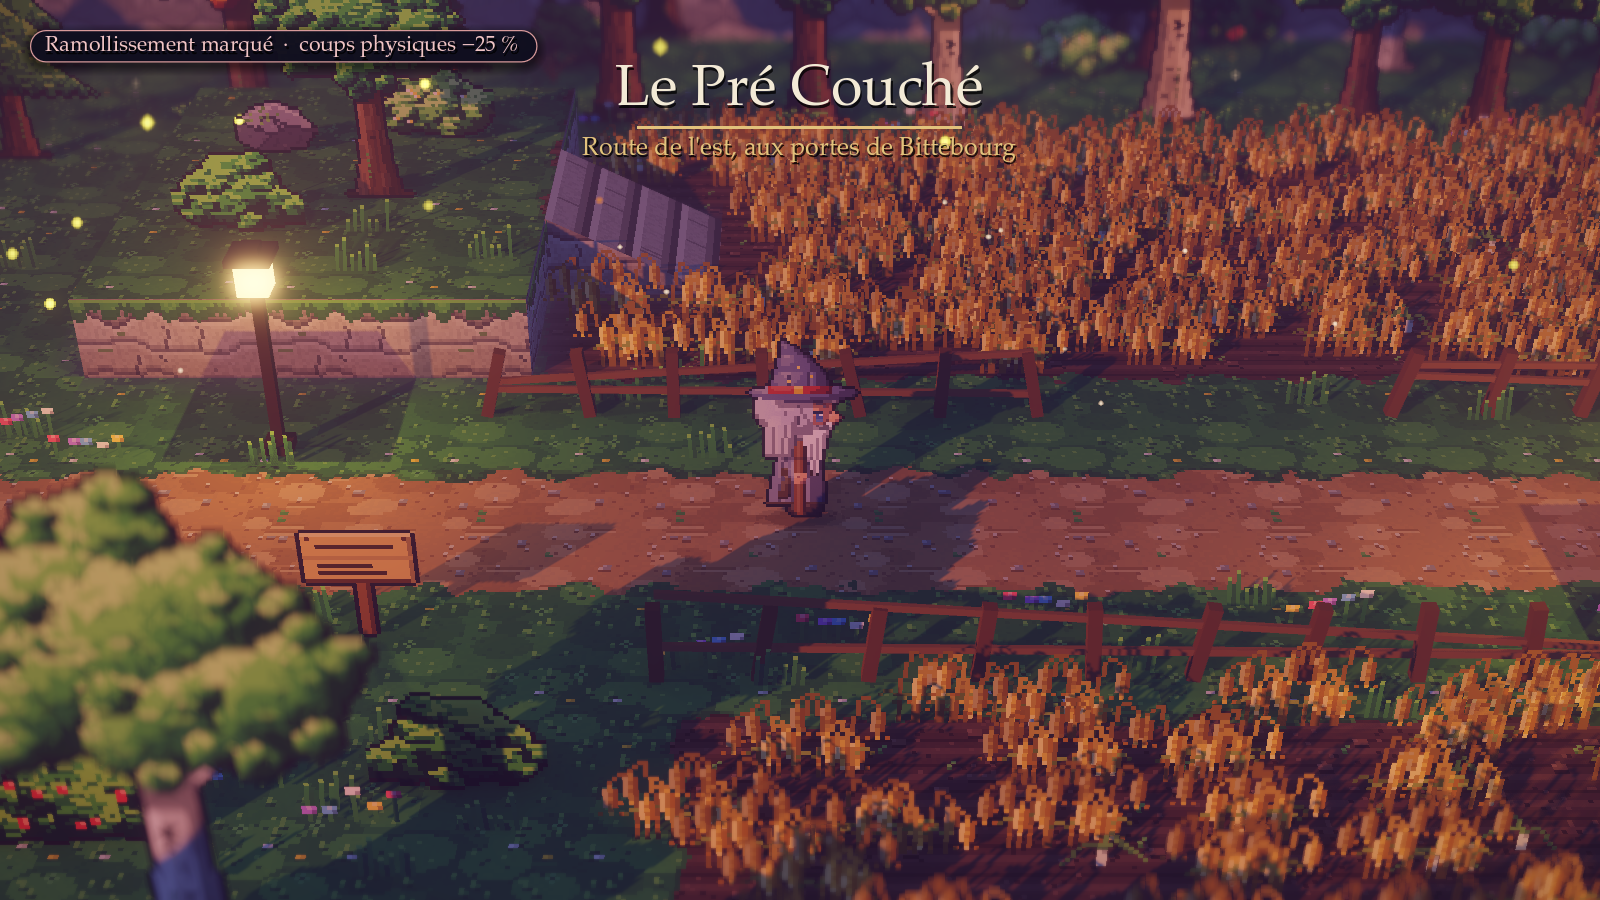 Ramollissement marqué · coups physiques −25 %
Le Pré Couché
Route de l'est, aux portes de Bittebourg